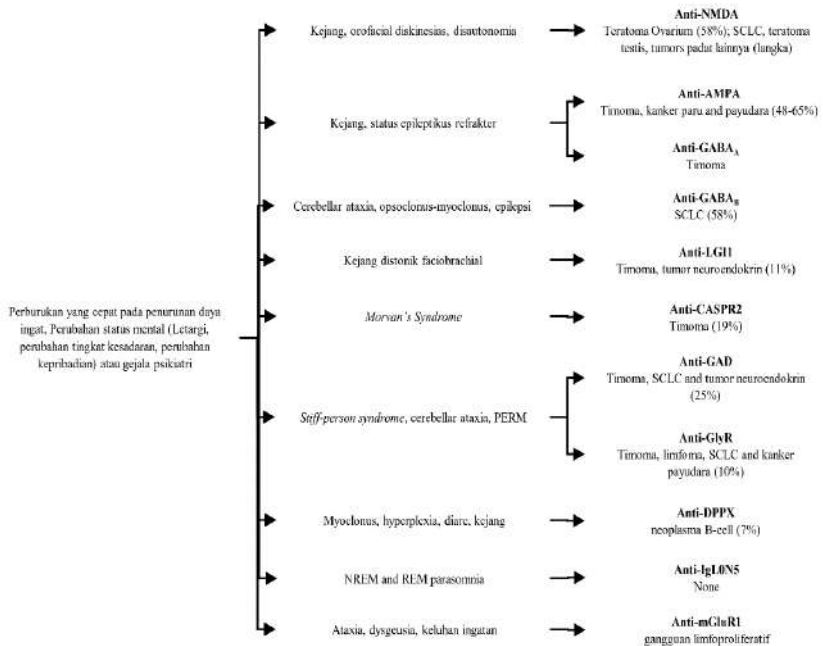 Anti-NMDA
Kejang, orofacial diskinesias, disautonomia
Teratoma Ovarium (58%); SCLC, teratoma
testis, tumors padat lainnya (langka)
Anti-AMPA
Timoma, kanker paru and payudara (48-65%)
Kejang, status epileptikus refrakter
Anti-GABA_A
Timoma
Cerebellar ataxia, opsoclonus-myoclonus, epilepsi
Anti-GABA_B
SCLC (58%)
Kejang distonik faciobrachial
Anti-LGI1
Timoma, tumor neuroendokrin (11%)
Perburukan yang cepat pada penurunan daya
ingat, Perubahan status mental (Letargi,
perubahan tingkat kesadaran, perubahan
kepribadian) atau gejala psikiatri
Morvan's Syndrome
Anti-CASPR2
Timoma (19%)
Stiff-person syndrome, cerebellar ataxia, PERM
Anti-GAD
Timoma, SCLC and tumor neuroendokrin
(25%)
Anti-GlyR
Timoma, limfoma, SCLC and kanker
payudara (10%)
Myoclonus, hyperplexia, diare, kejang
Anti-DPPX
neoplasma B-cell (7%)
NREM and REM parasomnia
Anti-IgL0N5
None
Ataxia, dysgeusia, keluhan ingatan
Anti-mGluR1
gangguan limfoproliferatif